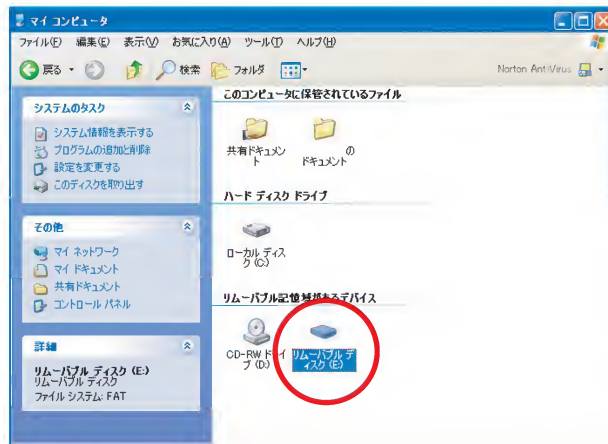 マイ コンピュータ
ファイル(F) 編集(E) 表示(V) お気に入り(A) ツール(T) ヘルプ(H)
戻る 検索 フォルダ Norton AntiVirus
システムのタスク
システム情報を表示する
プログラムの追加と削除
設定を変更する
このディスクを取り出す
その他
マイ ネットワーク
マイ ドキュメント
共有ドキュメント
コントロール パネル
詳細
リムーバブル ディスク (E:)
リムーバブル ディスク
ファイル システム: FAT
このコンピュータに保管されているファイル
共有ドキュメン
ト
の
ドキュメント
ハード ディスク ドライブ
ローカル ディス
ク (C:)
リムーバブル記憶域があるデバイス
CD-RW ドライ
ブ (D:)
リムーバブル デ
ィスク (E:)